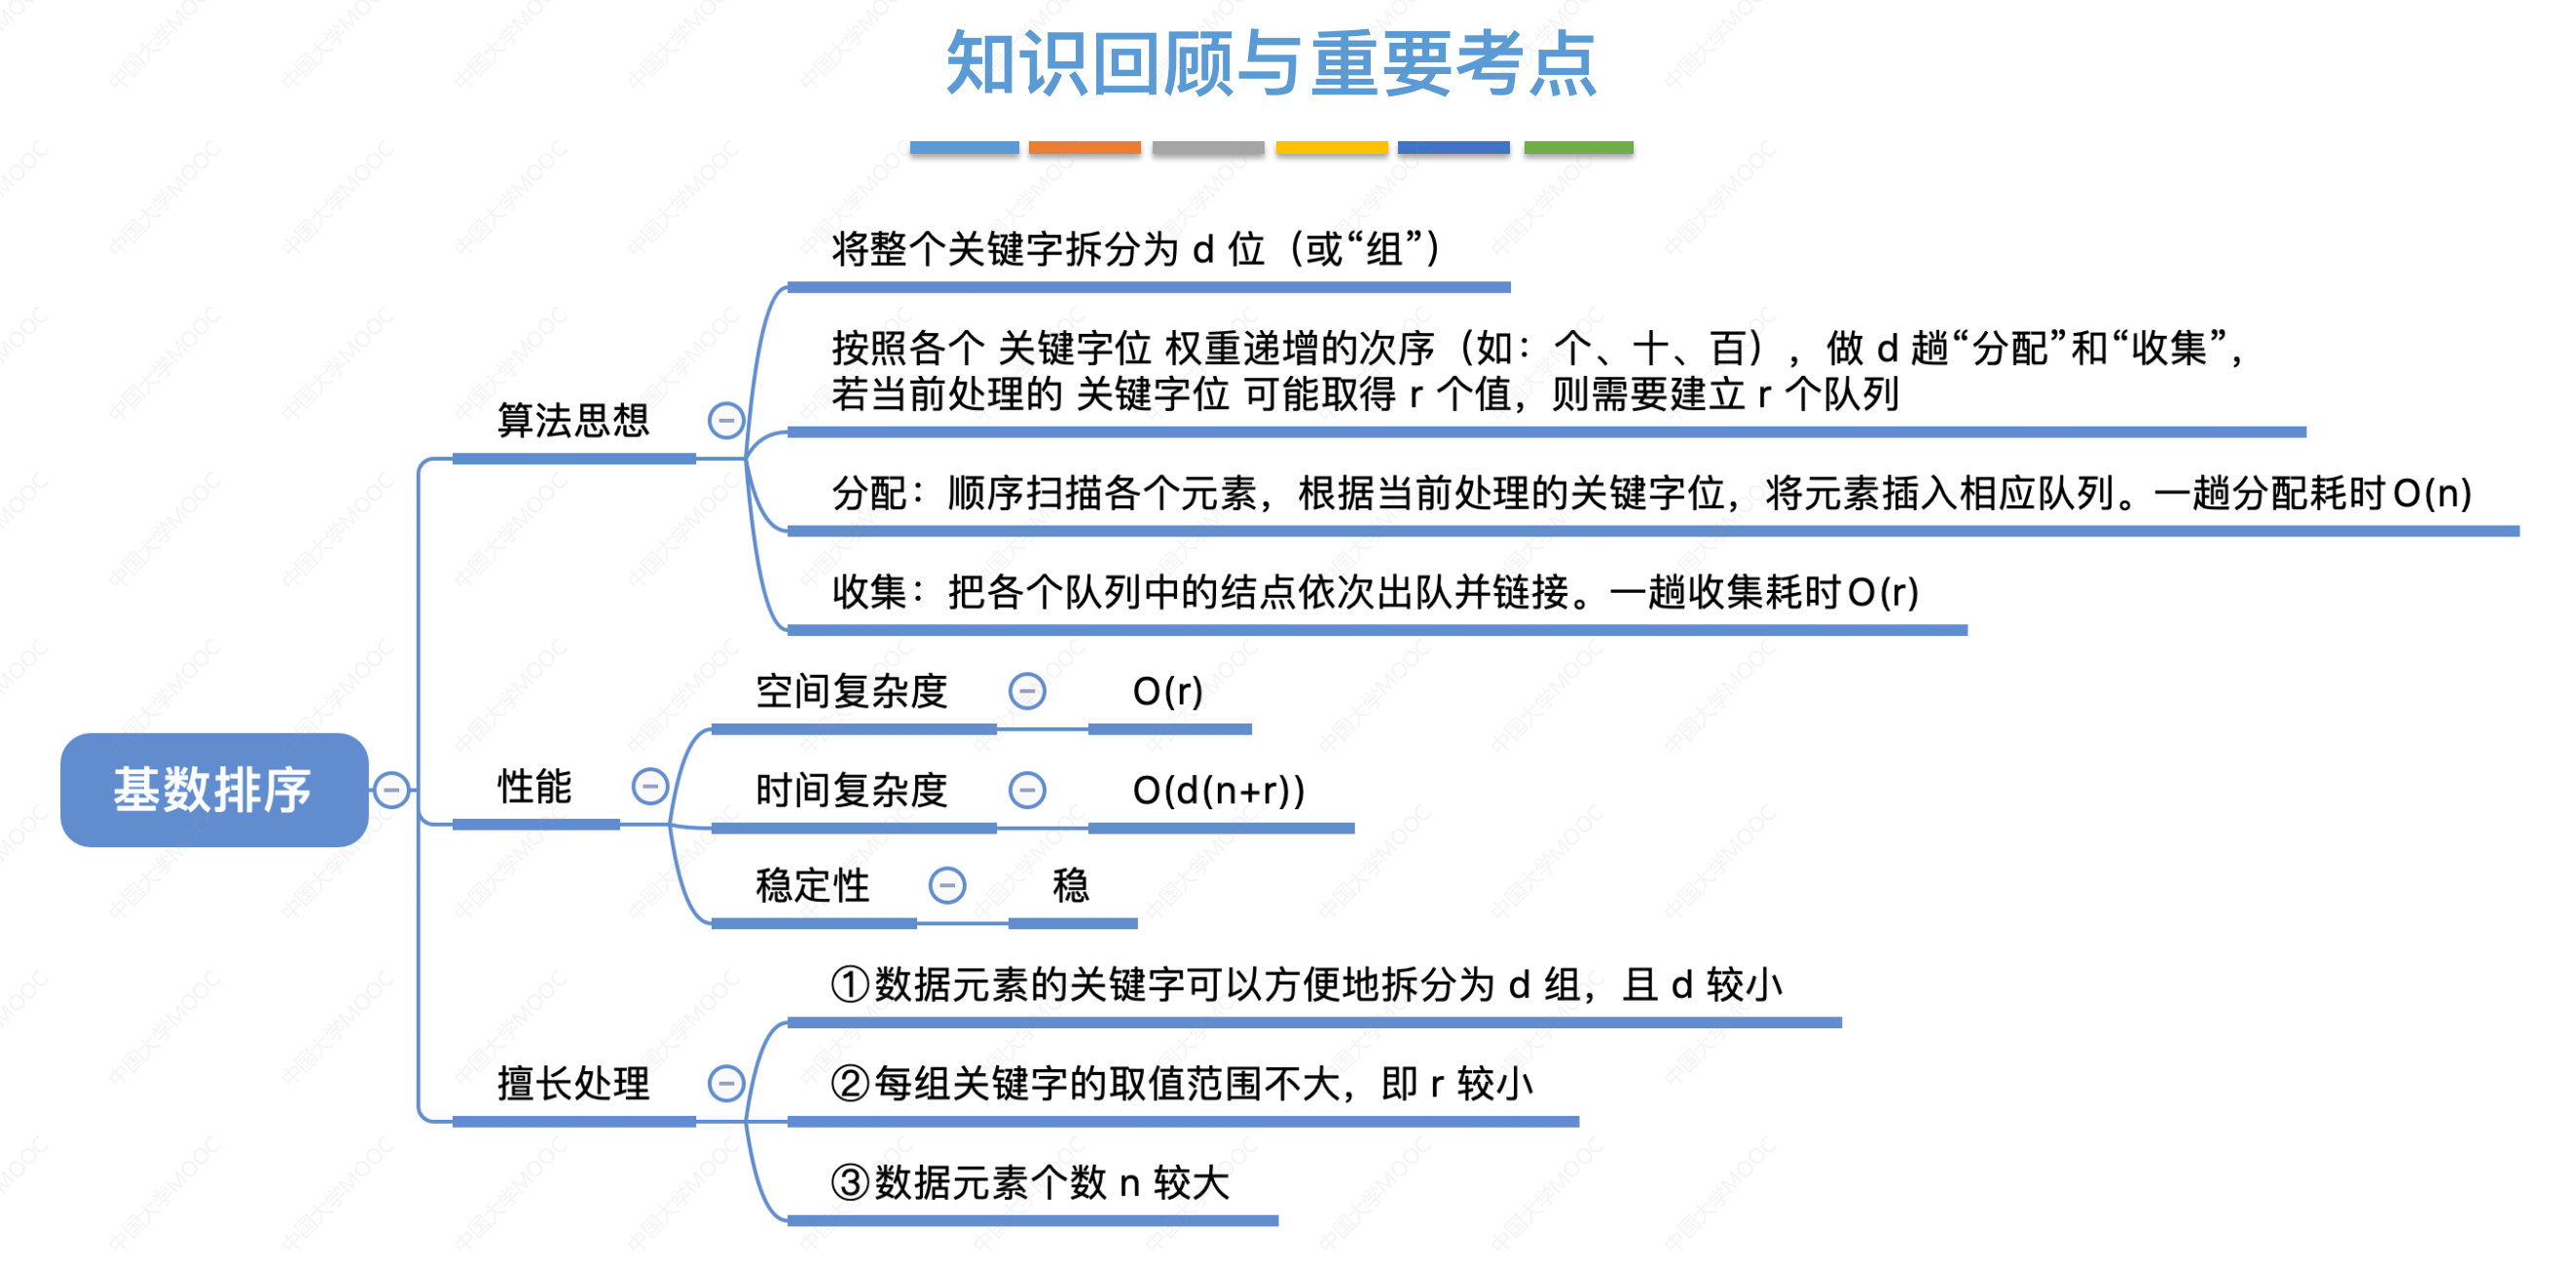 知识回顾与重要考点
将整个关键字拆分为 d 位（或“组”）
按照各个 关键字位 权重递增的次序（如：个、十、百），做 d 趟“分配”和“收集”，
若当前处理的 关键字位 可能取得 r 个值，则需要建立 r 个队列
算法思想
分配：顺序扫描各个元素，根据当前处理的关键字位，将元素插入相应队列。一趟分配耗时O(n)
收集：把各个队列中的结点依次出队并链接。一趟收集耗时O(r)
基数排序
性能
空间复杂度
O(r)
时间复杂度
O(d(n+r))
稳定性
稳
擅长处理
①数据元素的关键字可以方便地拆分为 d 组，且 d 较小
②每组关键字的取值范围不大，即 r 较小
③数据元素个数 n 较大
中国大学MOOC